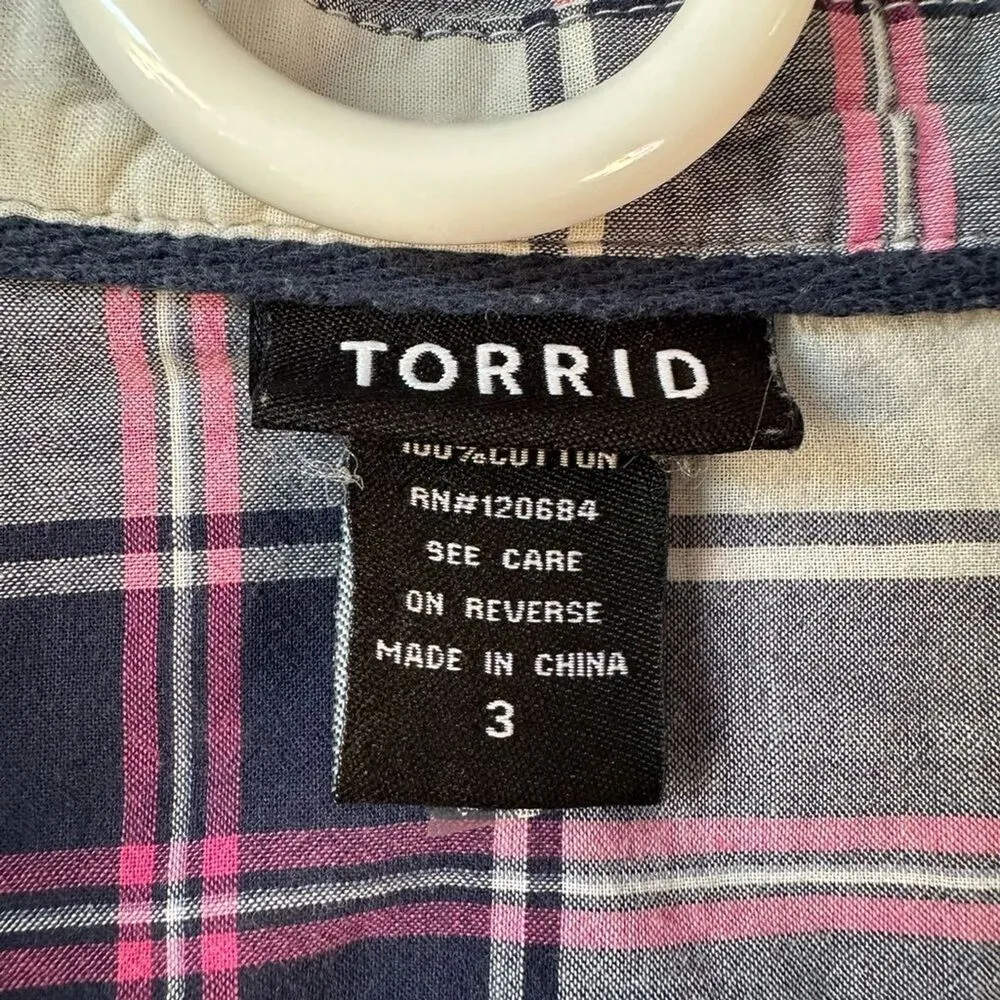 TORRID
100% COTTON
RN#120684
SEE CARE
ON REVERSE
MADE IN CHINA
3